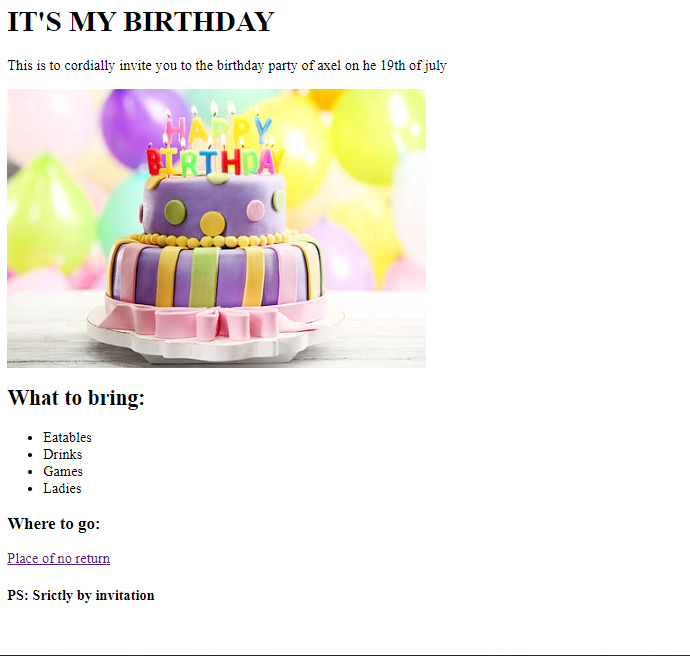 IT'S MY BIRTHDAY
This is to cordially invite you to the birthday party of axel on he 19th of july
HAPPY
BIRTHDAY
What to bring:
Eatables
Drinks
Games
Ladies
Where to go:
Place of no return
PS: Srictly by invitation